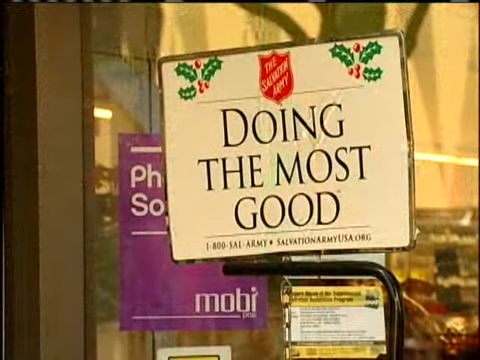 THE
SALVATION
ARMY
DOING
THE MOST
GOOD
1-800-SAL-ARMY • SALVATIONARMYUSA.ORG
Ph
So
mobi